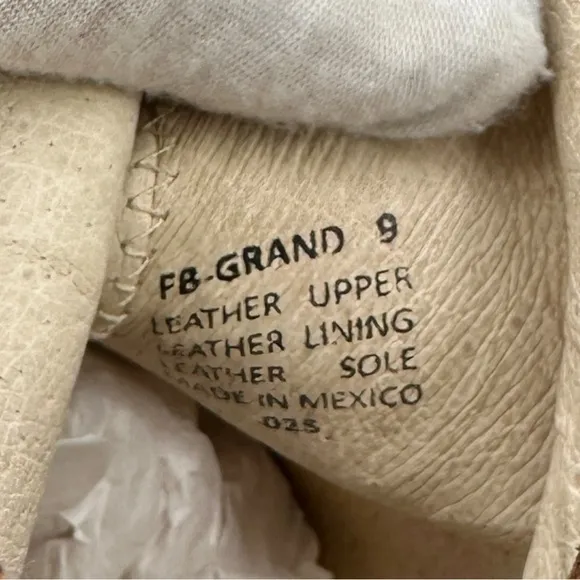 FB-GRAND 9
LEATHER UPPER
LEATHER LINING
LEATHER SOLE
MADE IN MEXICO
025